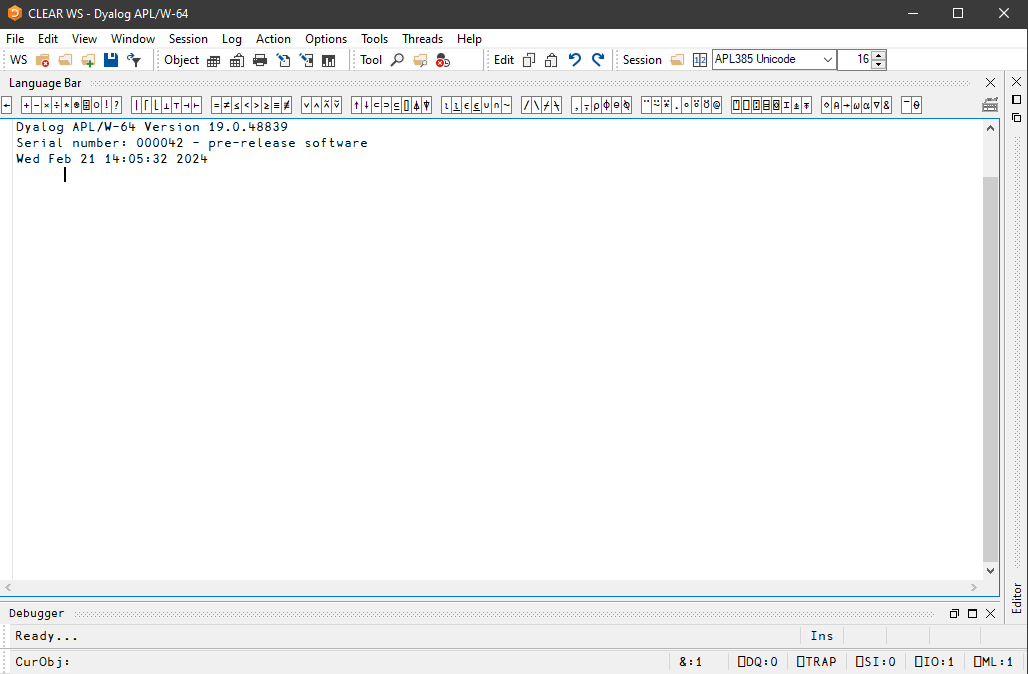 CLEAR WS - Dyalog APL/W-64
File Edit View Window Session Log Action Options Tools Threads Help
WS Object Tool Edit Session APL385 Unicode 16
Language Bar
Dyalog APL/W-64 Version 19.0.48839
Serial number: 000042 - pre-release software
Wed Feb 21 14:05:32 2024
Editor
Debugger
Ready... Ins
CurObj: &:1 ⎕DQ:0 ⎕TRAP ⎕SI:0 ⎕IO:1 ⎕ML:1